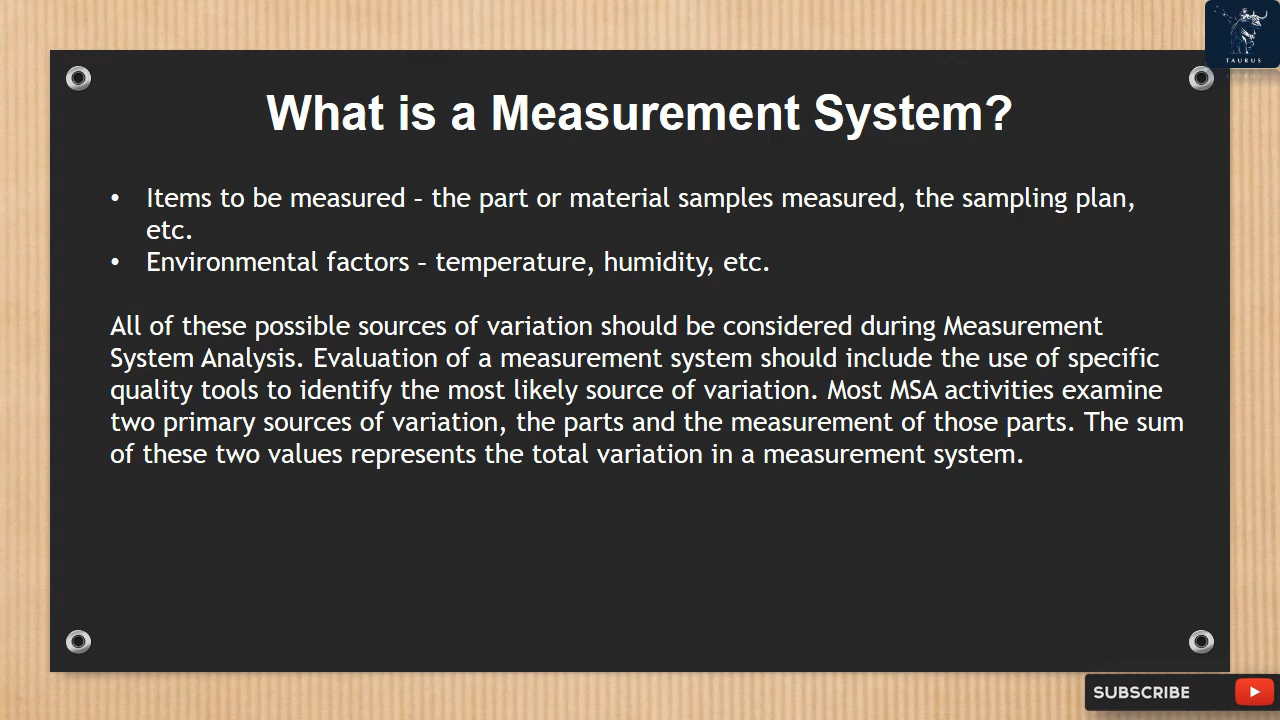 TAURUS
What is a Measurement System?
• Items to be measured – the part or material samples measured, the sampling plan,
etc.
• Environmental factors – temperature, humidity, etc.
All of these possible sources of variation should be considered during Measurement
System Analysis. Evaluation of a measurement system should include the use of specific
quality tools to identify the most likely source of variation. Most MSA activities examine
two primary sources of variation, the parts and the measurement of those parts. The sum
of these two values represents the total variation in a measurement system.
SUBSCRIBE